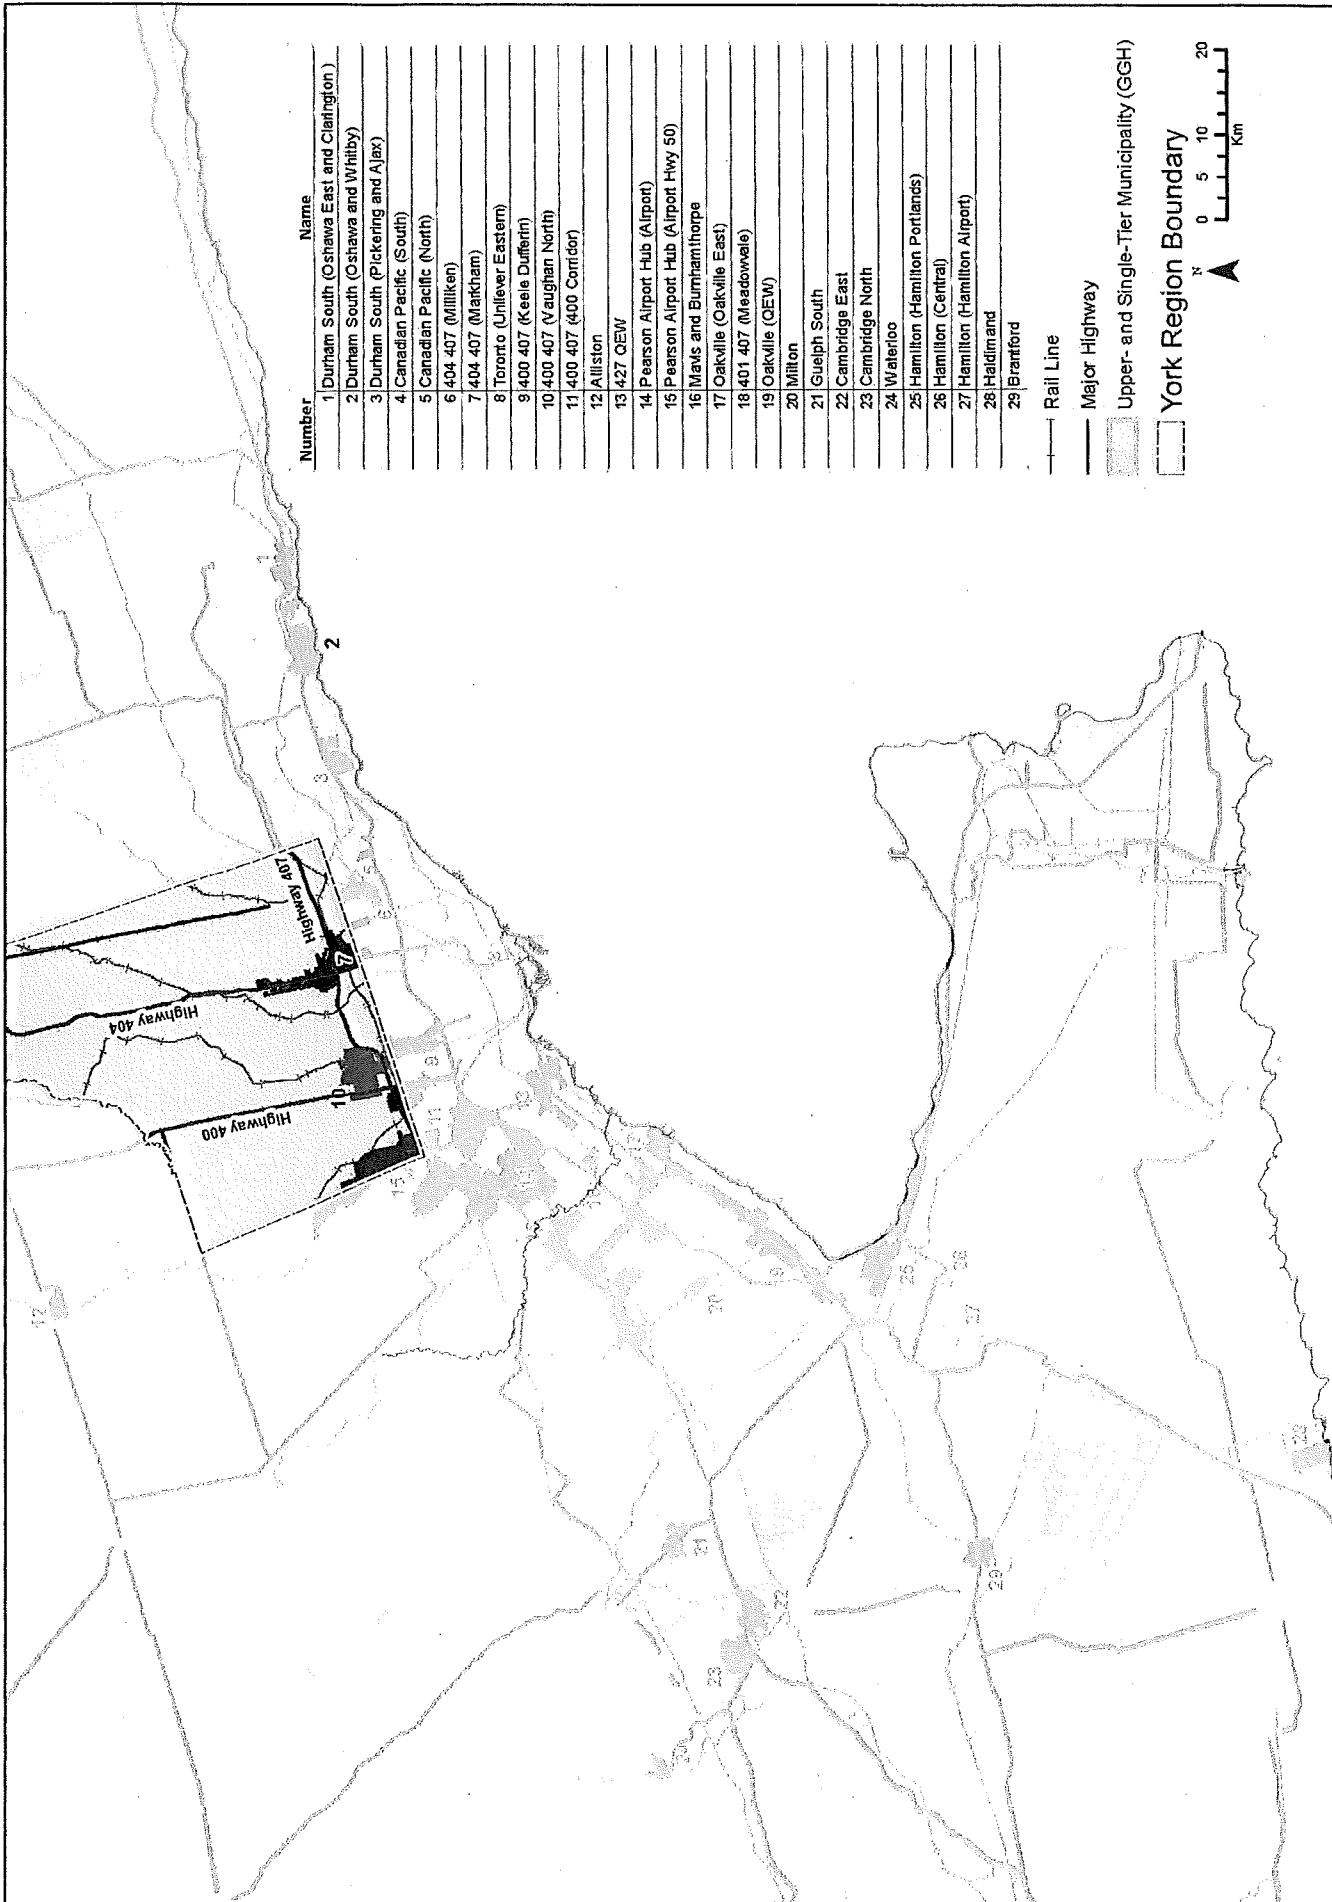 Number Name
1 Durham South (Oshawa East and Clarington )
2 Durham South (Oshawa and Whitby)
3 Durham South (Pickering and Ajax)
4 Canadian Pacific (South)
5 Canadian Pacific (North)
6 404 407 (Milliken)
7 404 407 (Markham)
8 Toronto (Unilever Eastern)
9 400 407 (Keele Dufferin)
10 400 407 (Vaughan North)
11 400 407 (400 Corridor)
12 Alliston
13 427 QEW
14 Pearson Airport Hub (Airport)
15 Pearson Airport Hub (Airport Hwy 50)
16 Mavis and Burnhamthorpe
17 Oakville (Oakville East)
18 401 407 (Meadowvale)
19 Oakville (QEW)
20 Milton
21 Guelph South
22 Cambridge East
23 Cambridge North
24 Waterloo
25 Hamilton (Hamilton Portlands)
26 Hamilton (Central)
27 Hamilton (Hamilton Airport)
28 Haldimand
29 Brantford
Rail Line
Major Highway
Upper- and Single-Tier Municipality (GGH)
York Region Boundary
N
0 5 10 20
Km
Highway 400
Highway 404
Highway 407
1
2
3
5
6
7
9
10
11
12
13
15
19
20
21
22
23
25
26
27
28
29